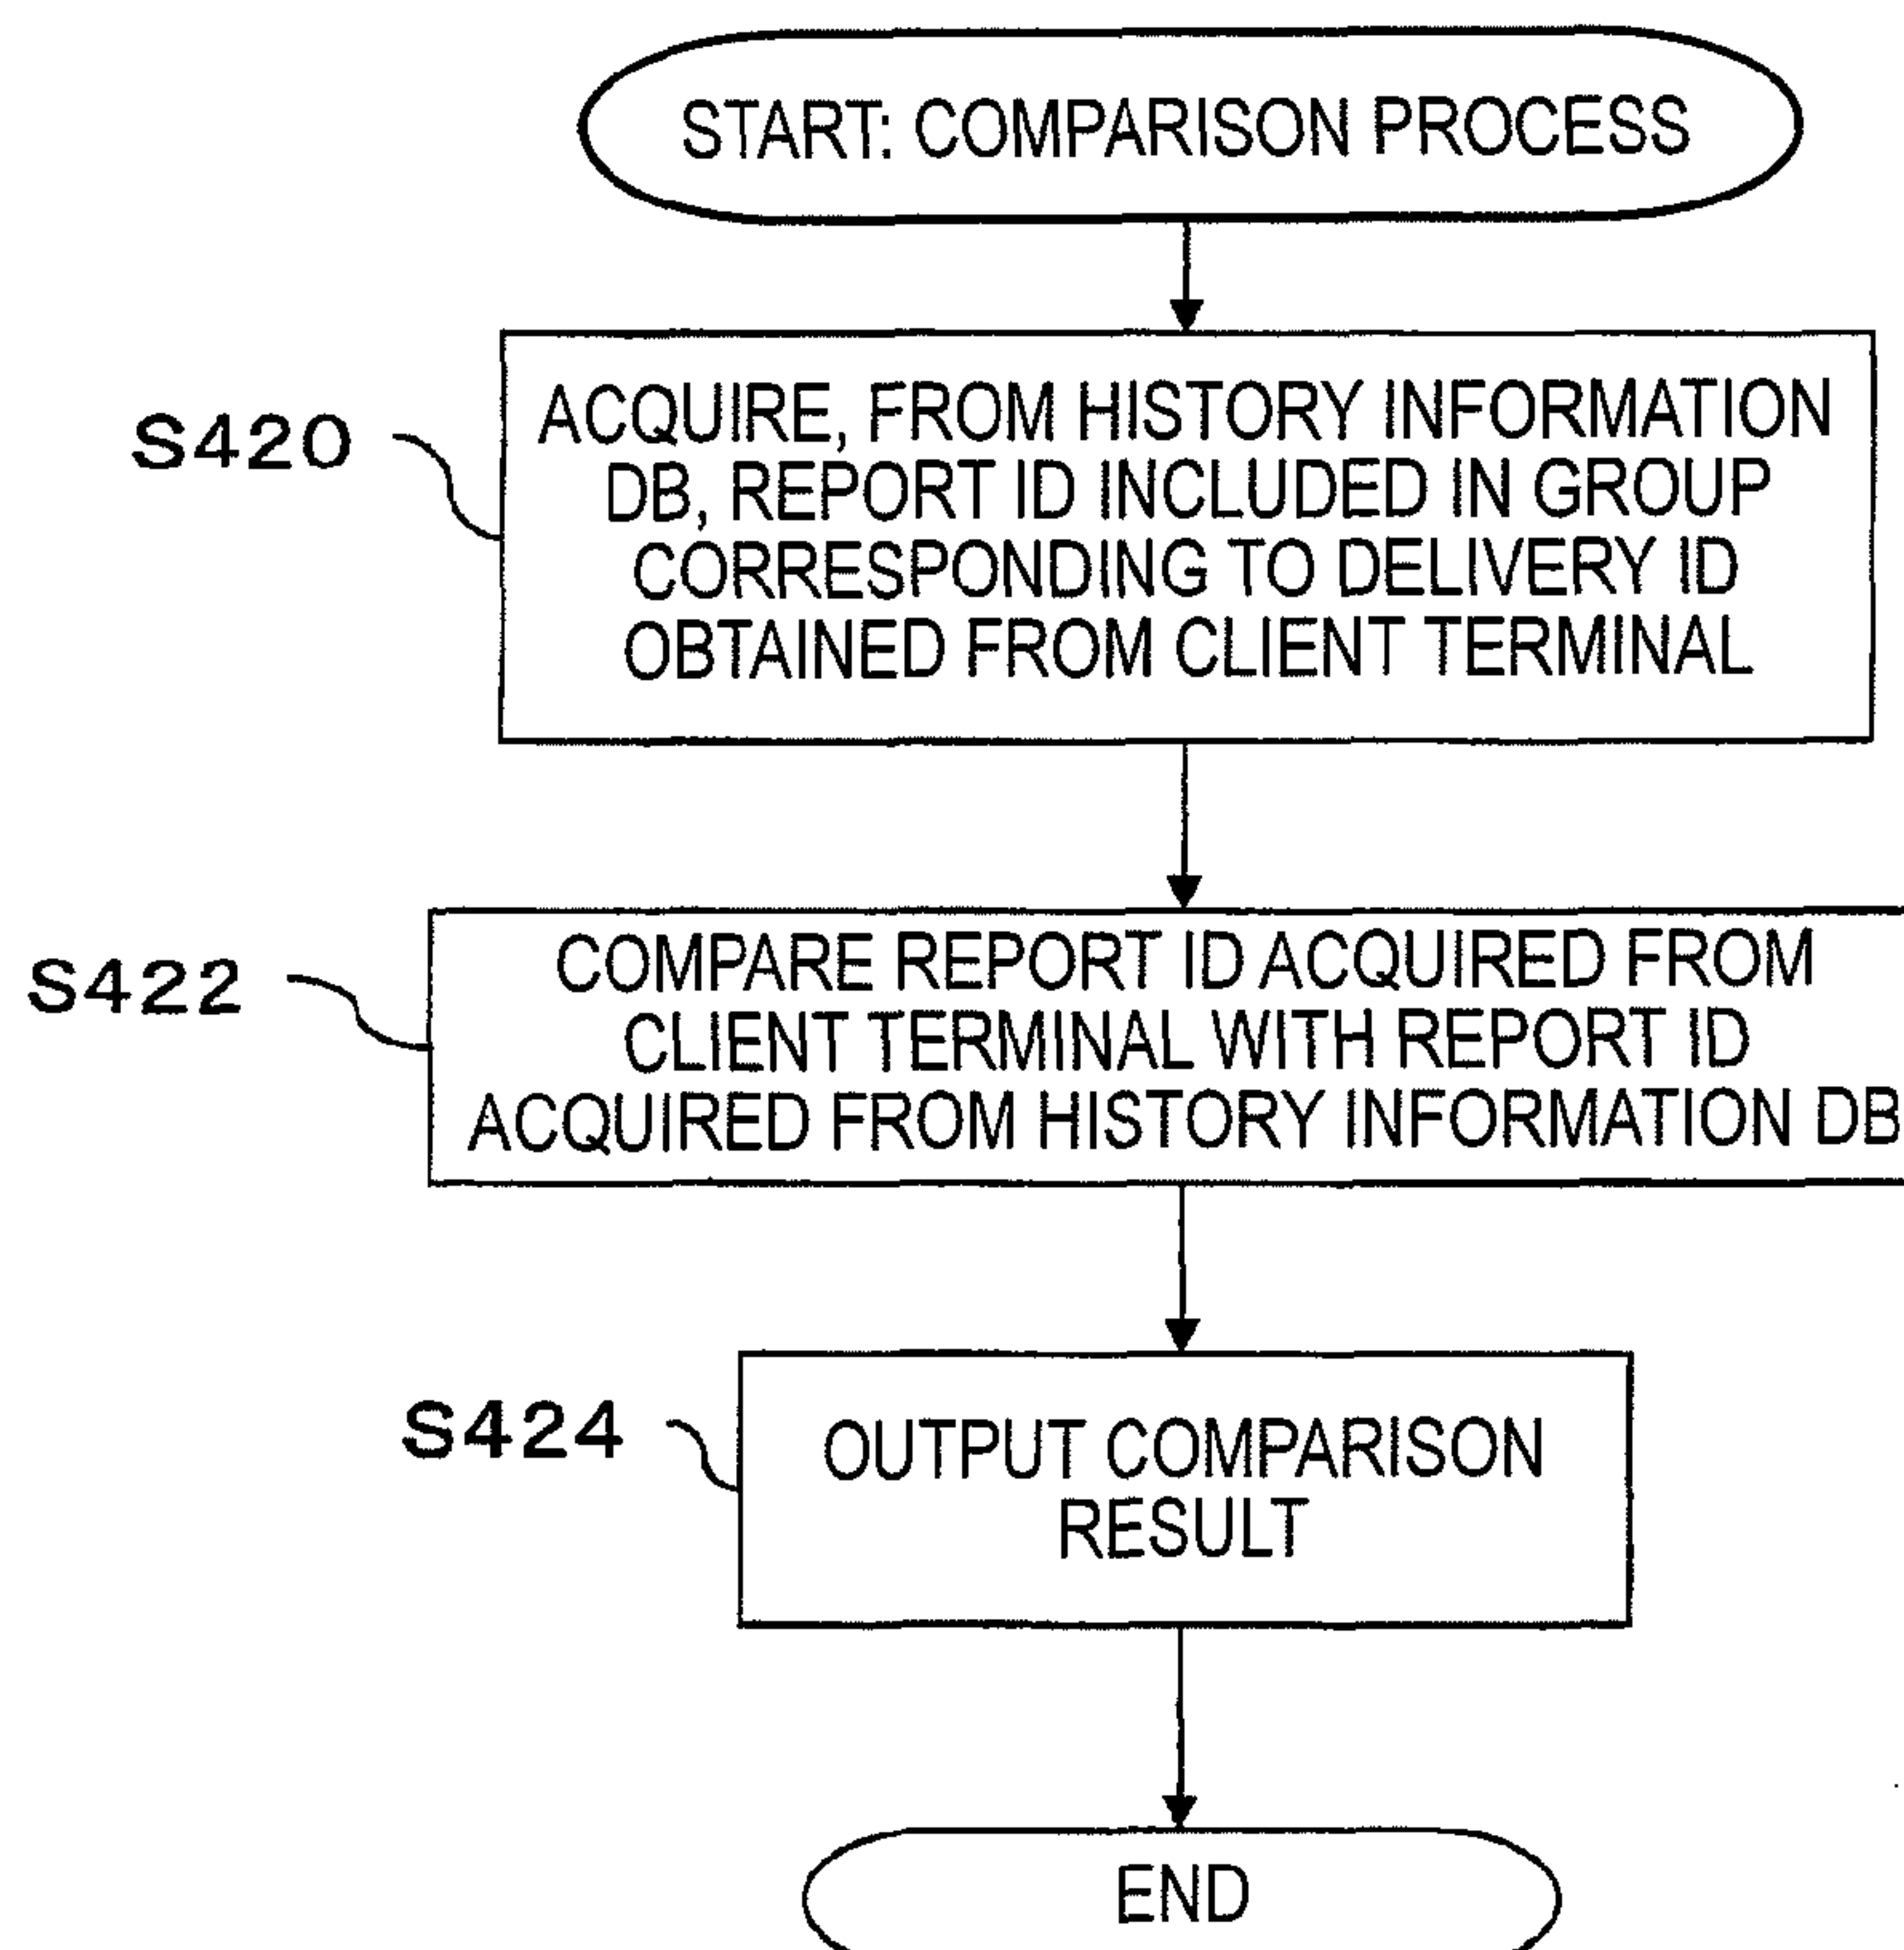 START: COMPARISON PROCESS
S420
ACQUIRE, FROM HISTORY INFORMATION
DB, REPORT ID INCLUDED IN GROUP
CORRESPONDING TO DELIVERY ID
OBTAINED FROM CLIENT TERMINAL
S422
COMPARE REPORT ID ACQUIRED FROM
CLIENT TERMINAL WITH REPORT ID
ACQUIRED FROM HISTORY INFORMATION DB
S424
OUTPUT COMPARISON
RESULT
END